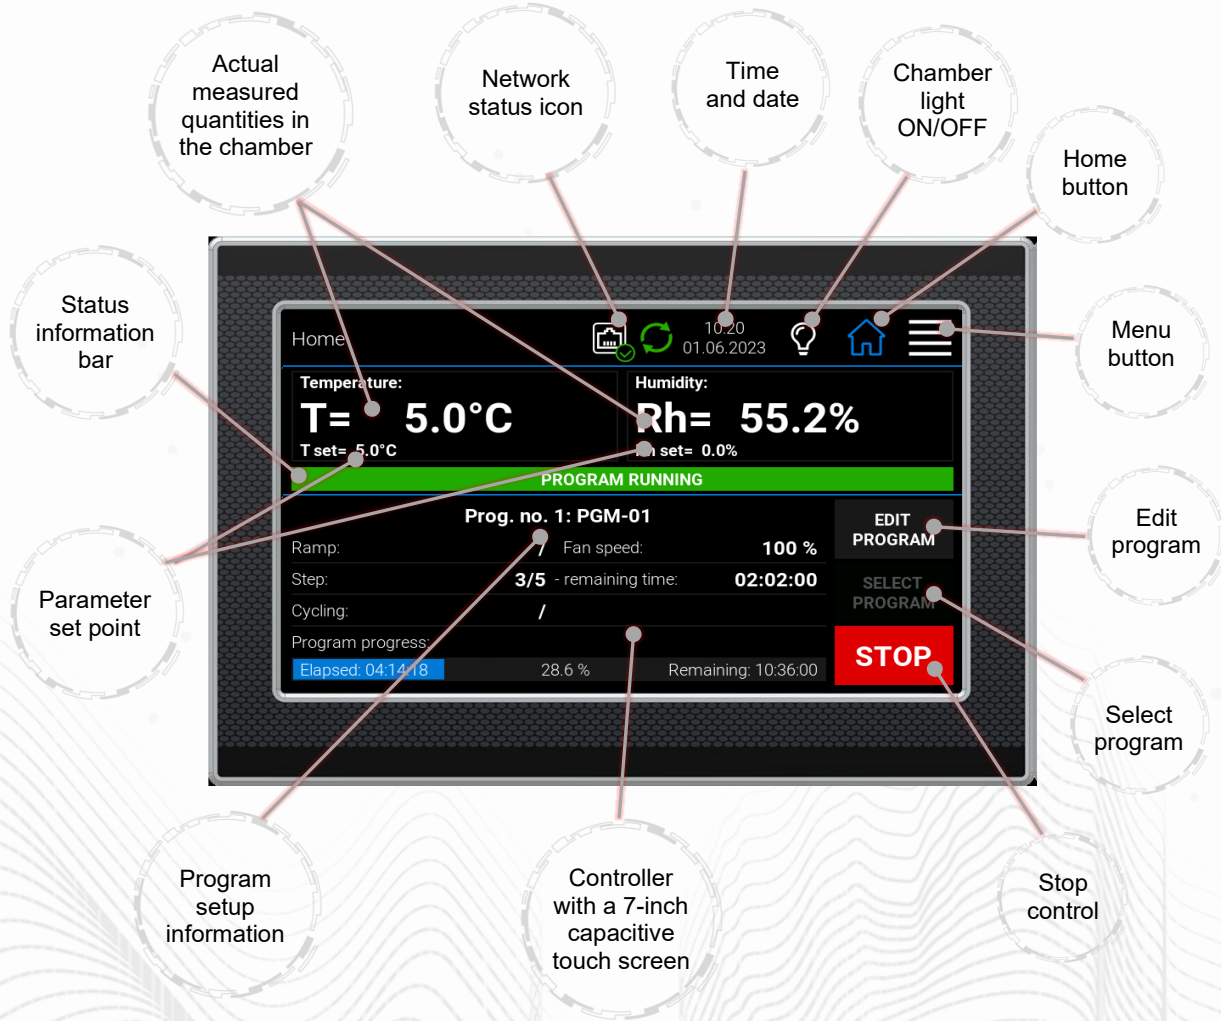 Actual
measured
quantities in
the chamber
Network
status icon
Time
and date
Chamber
light
ON/OFF
Home
button
Status
information
bar
Menu
button
Parameter
set point
Edit
program
Select
program
Stop
control
Program
setup
information
Controller
with a 7-inch
capacitive
touch screen
Home
10:20
01.06.2023
Temperature:
T= 5.0°C
T set= 5.0°C
Humidity:
Rh= 55.2%
set= 0.0%
PROGRAM RUNNING
Prog. no. 1: PGM-01
Ramp: / Fan speed: 100 %
Step: 3/5 - remaining time: 02:02:00
Cycling: /
Program progress:
Elapsed: 04:14:18 28.6 % Remaining: 10:36:00
EDIT
PROGRAM
SELECT
PROGRAM
STOP